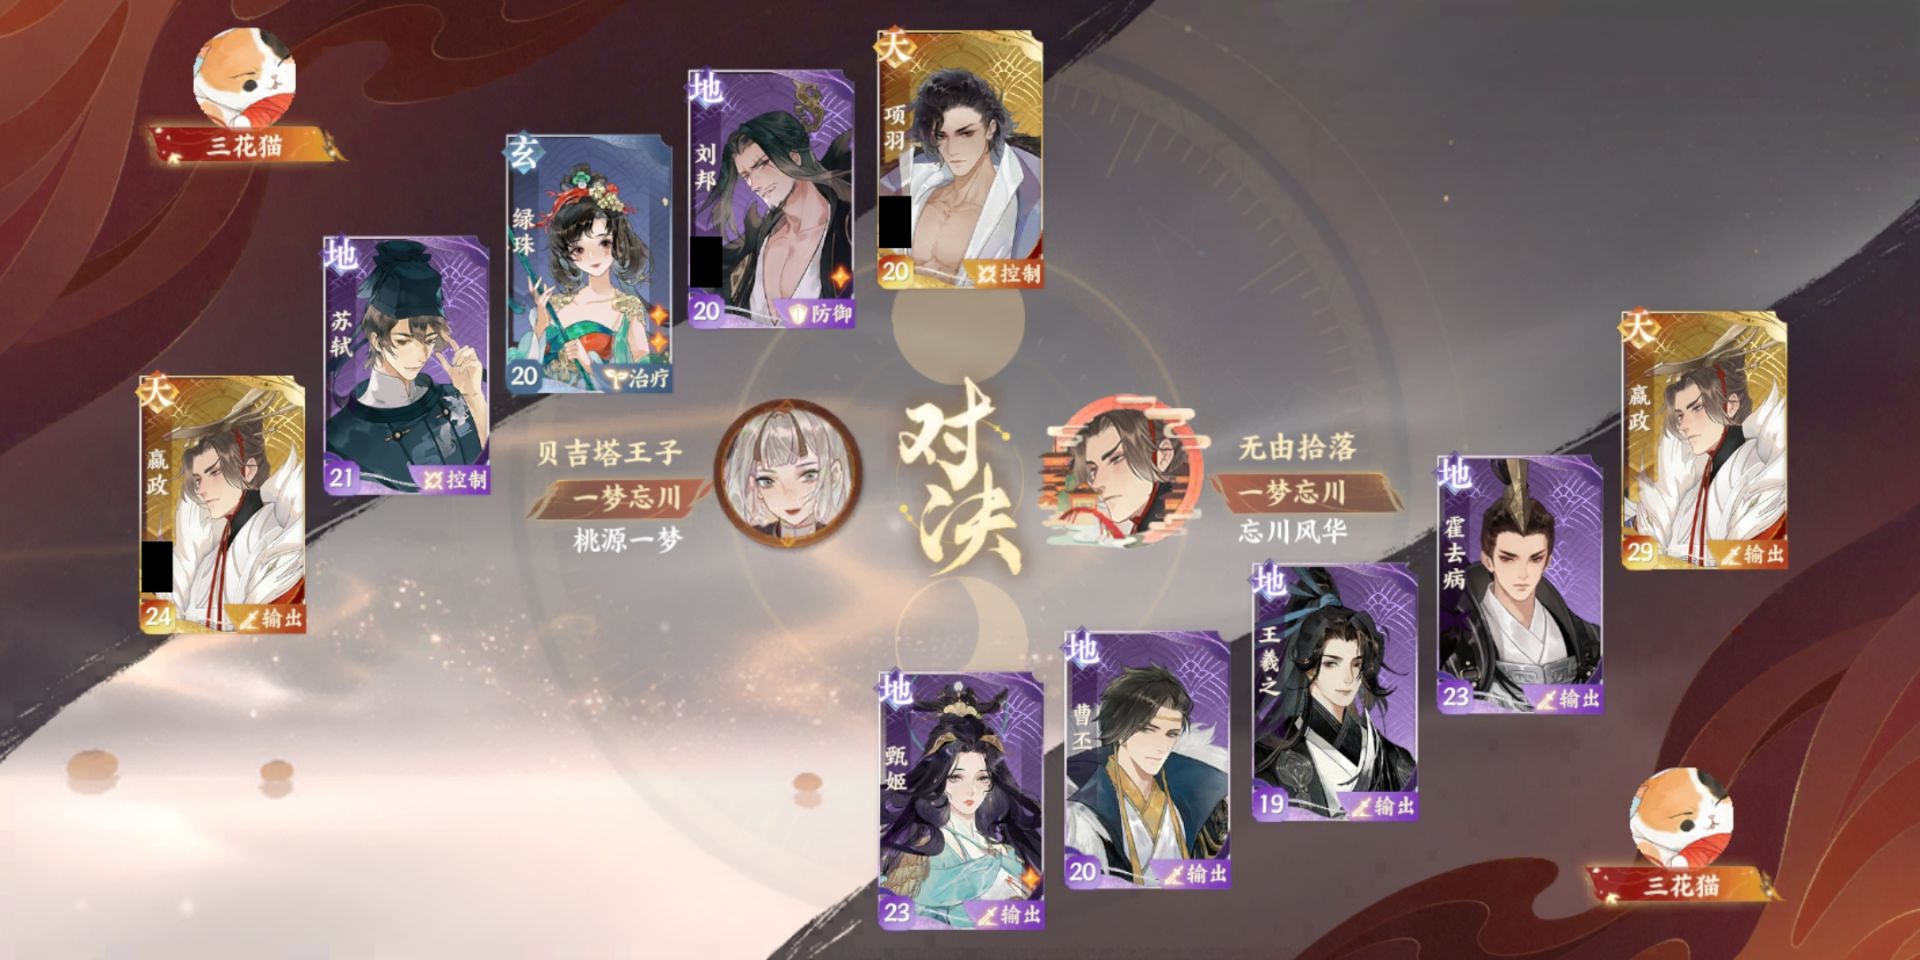 三花猫
天
项羽
20
控制
地
刘邦
20
防御
玄
绿珠
20
治疗
地
苏轼
21
控制
天
嬴政
24
输出
贝吉塔王子
一梦忘川
桃源一梦
对决
无由拾落
一梦忘川
忘川风华
天
嬴政
29
输出
地
霍去病
23
输出
地
王羲之
19
输出
地
曹丕
20
输出
地
甄姬
23
输出
三花猫